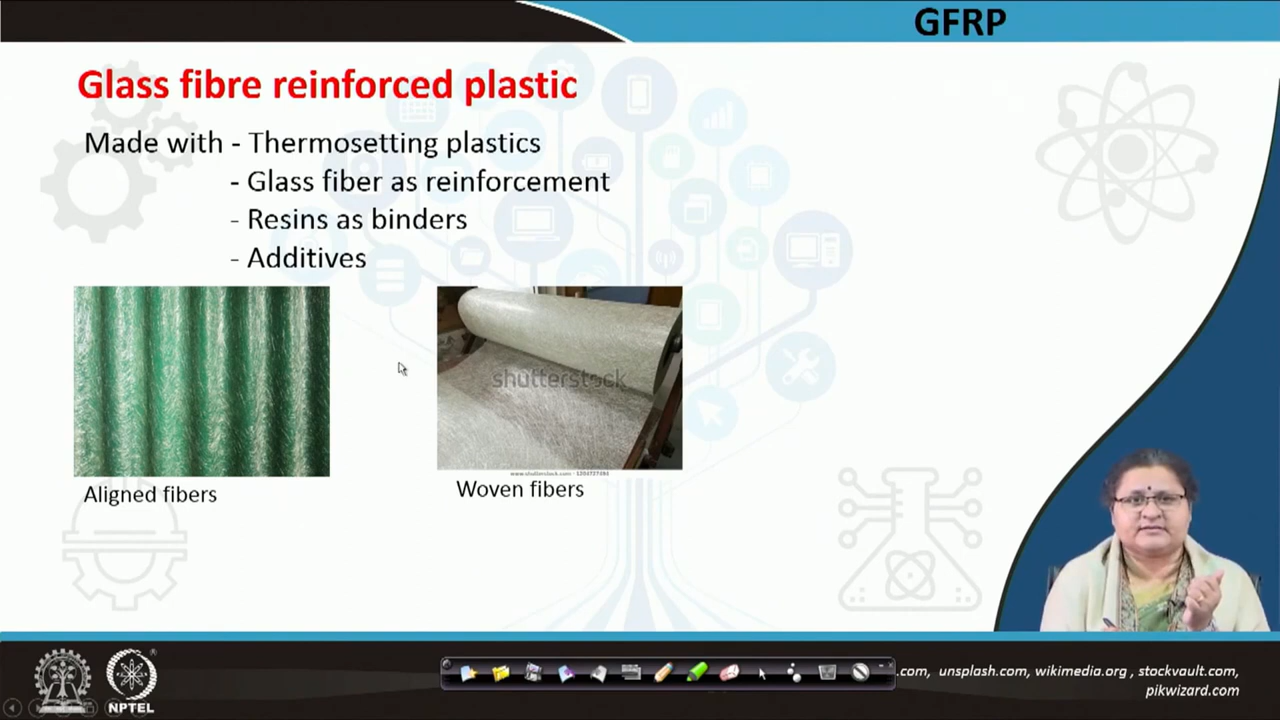 GFRP
Glass fibre reinforced plastic
Made with - Thermosetting plastics
- Glass fiber as reinforcement
- Resins as binders
- Additives
shutterstock
Aligned fibers
Woven fibers
.com, unsplash.com, wikimedia.org , stockvault.com,
pikwizard.com
NPTEL